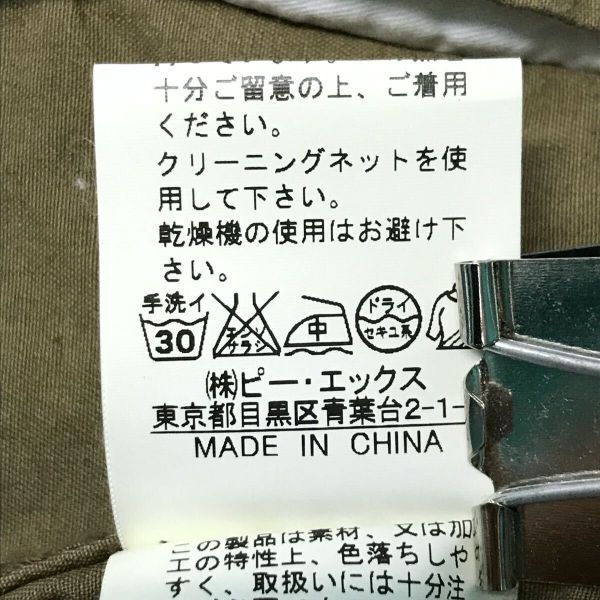 十分ご留意の上、ご着用
ください。
クリーニングネットを使
用して下さい。
乾燥機の使用はお避け下
さい。
手洗イ
30
エンソ
サラシ
中
ドライ
セキユ系
(株)ピー・エックス
東京都目黒区青葉台2-1-
MADE IN CHINA
この製品は素材、又は加
工の特性上、色落ちしや
すく、取扱いには十分注